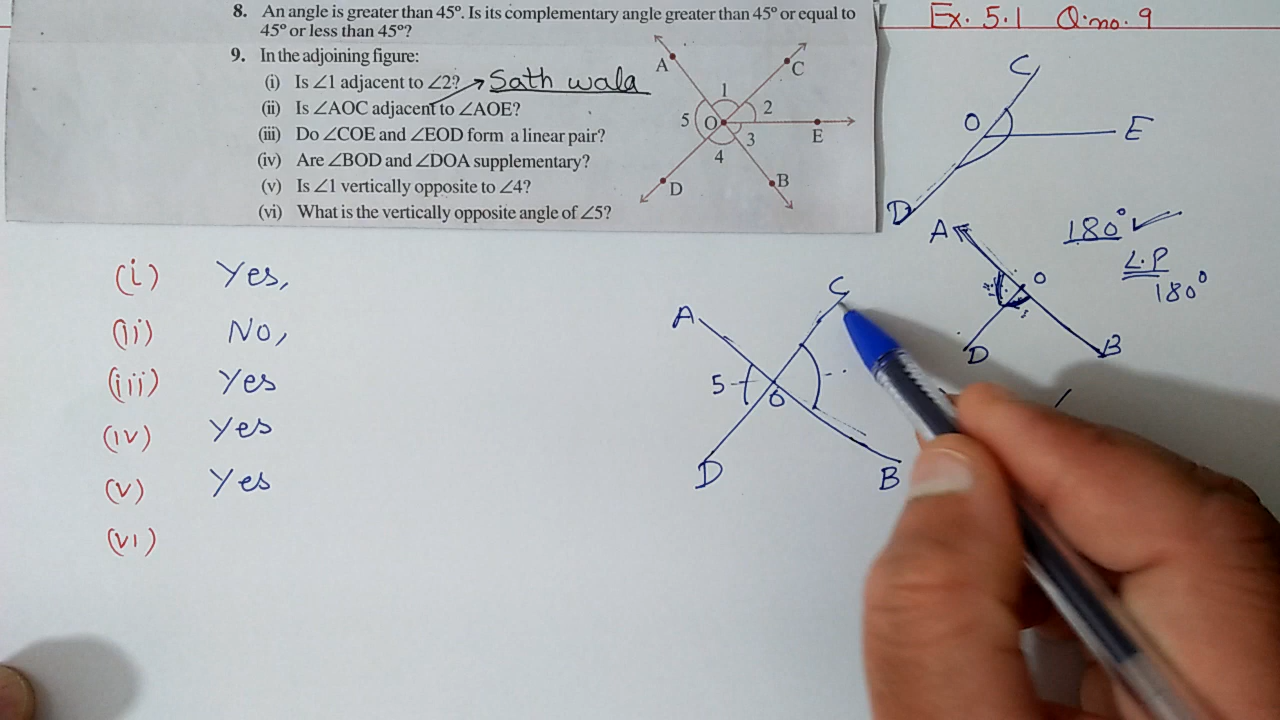 8. An angle is greater than 45°. Is its complementary angle greater than 45° or equal to
45° or less than 45°?
Ex. 5.1 Q.no. 9
9. In the adjoining figure:
(i) Is ∠1 adjacent to ∠2? → Sath wala
(ii) Is ∠AOC adjacent to ∠AOE?
(iii) Do ∠COE and ∠EOD form a linear pair?
(iv) Are ∠BOD and ∠DOA supplementary?
(v) Is ∠1 vertically opposite to ∠4?
(vi) What is the vertically opposite angle of ∠5?
A
C
1
2
5
O
E
3
4
B
D
C
O
E
D
A
180° ✓
L.P
180°
O
D
B
(i) Yes,
(ii) No,
(iii) Yes
(iv) Yes
(v) Yes
(vi)
C
A
5
O
D
B